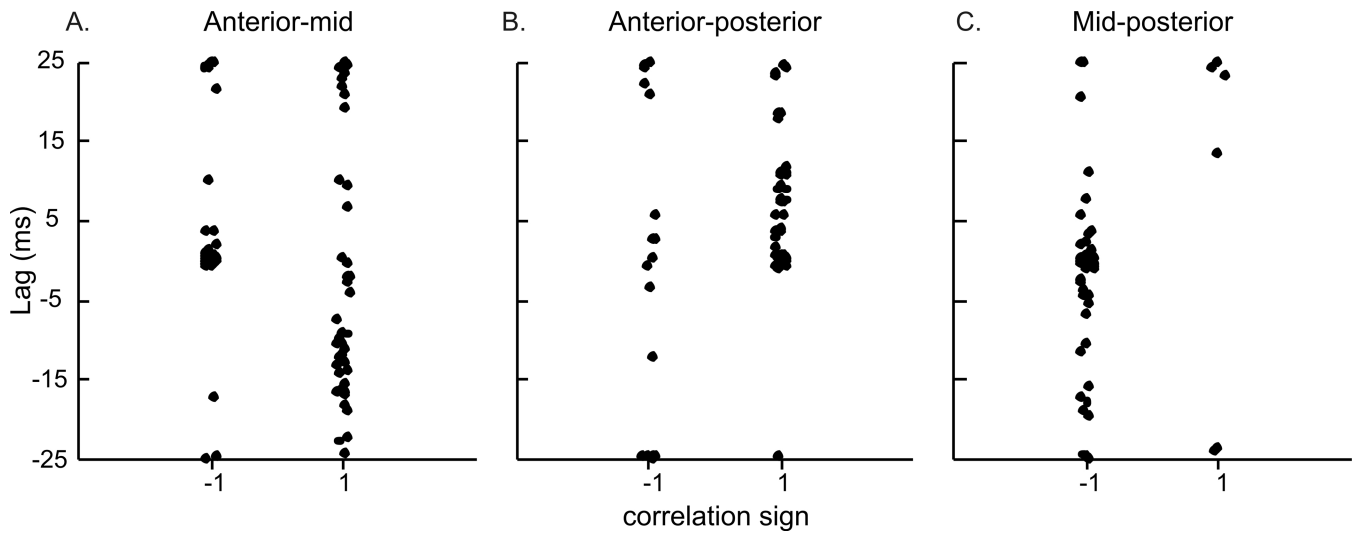 A. Anterior-mid
B. Anterior-posterior
C. Mid-posterior
Lag (ms)
25
15
5
-5
-15
-25
-1 1
-1 1
-1 1
correlation sign